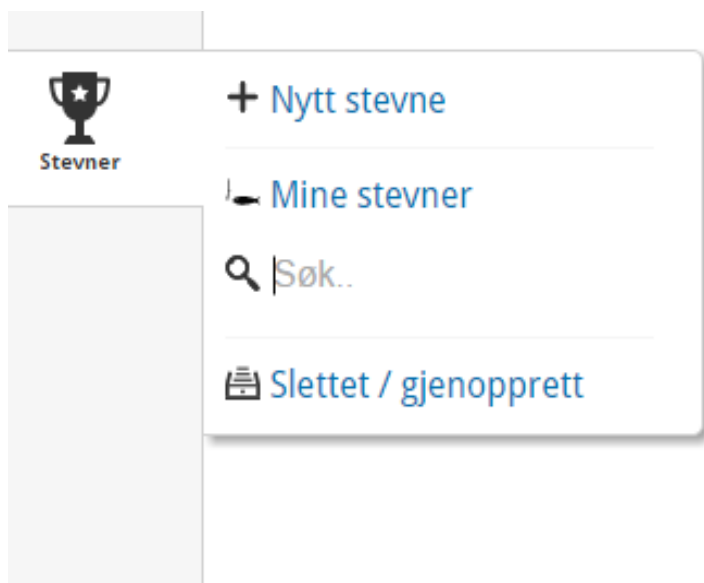 Stevner
Nytt stevne
Mine stevner
Søk..
Slettet / gjenopprett